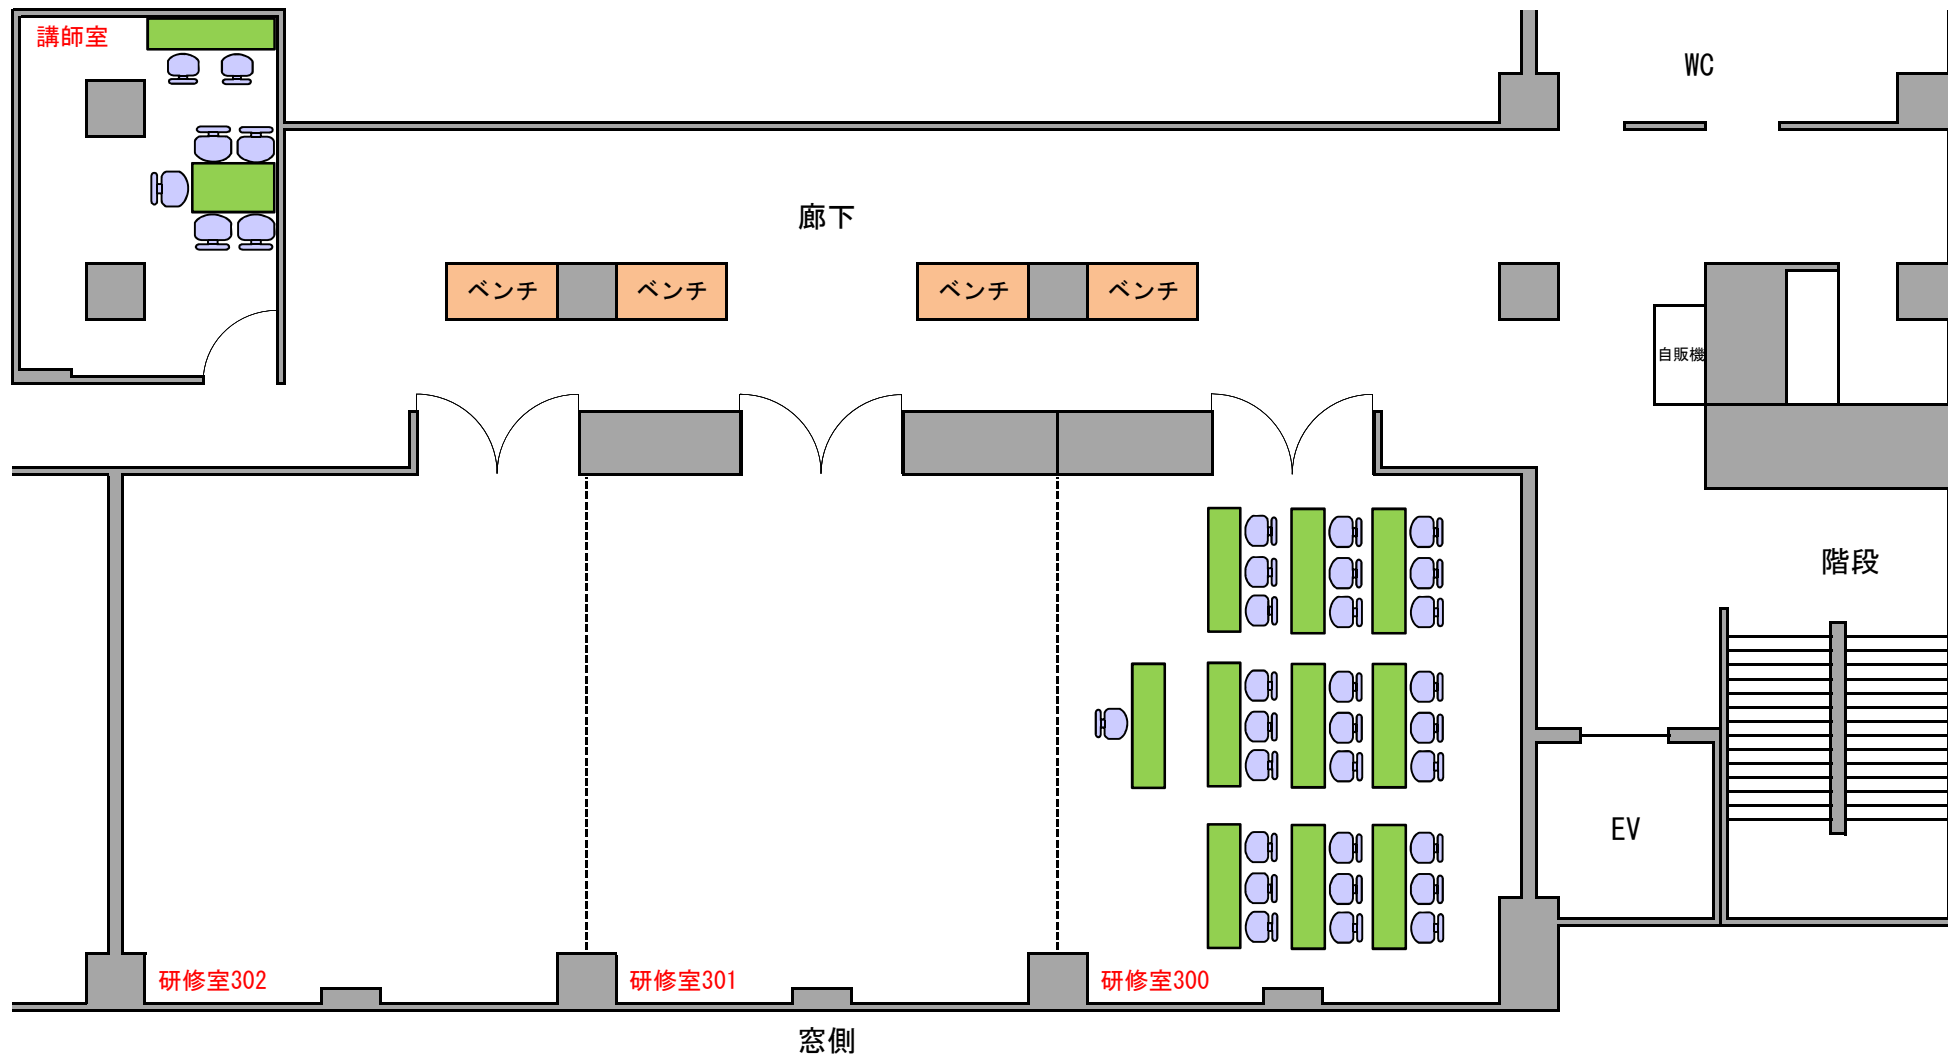 講師室
WC
廊下
ベンチ
ベンチ
ベンチ
ベンチ
自販機
階段
EV
研修室302
研修室301
研修室300
窓側